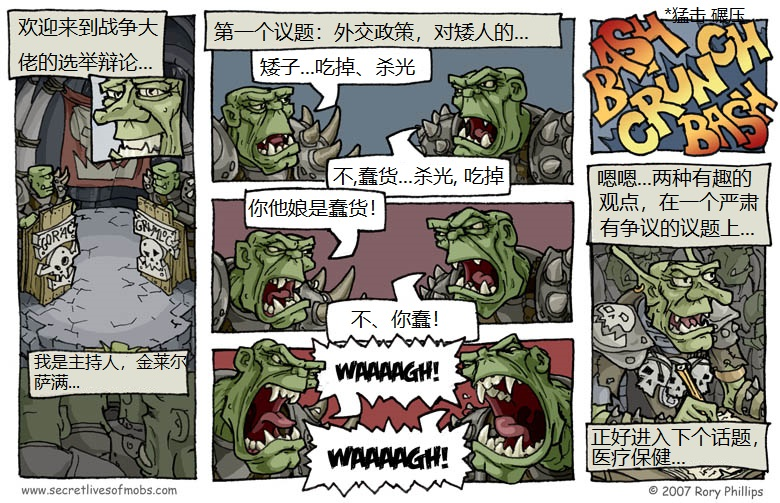 欢迎来到战争大
佬的选举辩论...
GORAC
GRIMLOG
我是主持人，金莱尔
萨满...
第一个议题：外交政策，对矮人的...
矮子...吃掉、杀光
不,蠢货...杀光, 吃掉
你他娘是蠢货！
不、你蠢！
WAAAAGH!
WAAAAGH!
*猛击 碾压
BASH
CRUNCH
BASH
嗯嗯...两种有趣的
观点，在一个严肃
有争议的议题上...
正好进入下个话题，
医疗保健...
www.secretlivesofmobs.com
© 2007 Rory Phillips